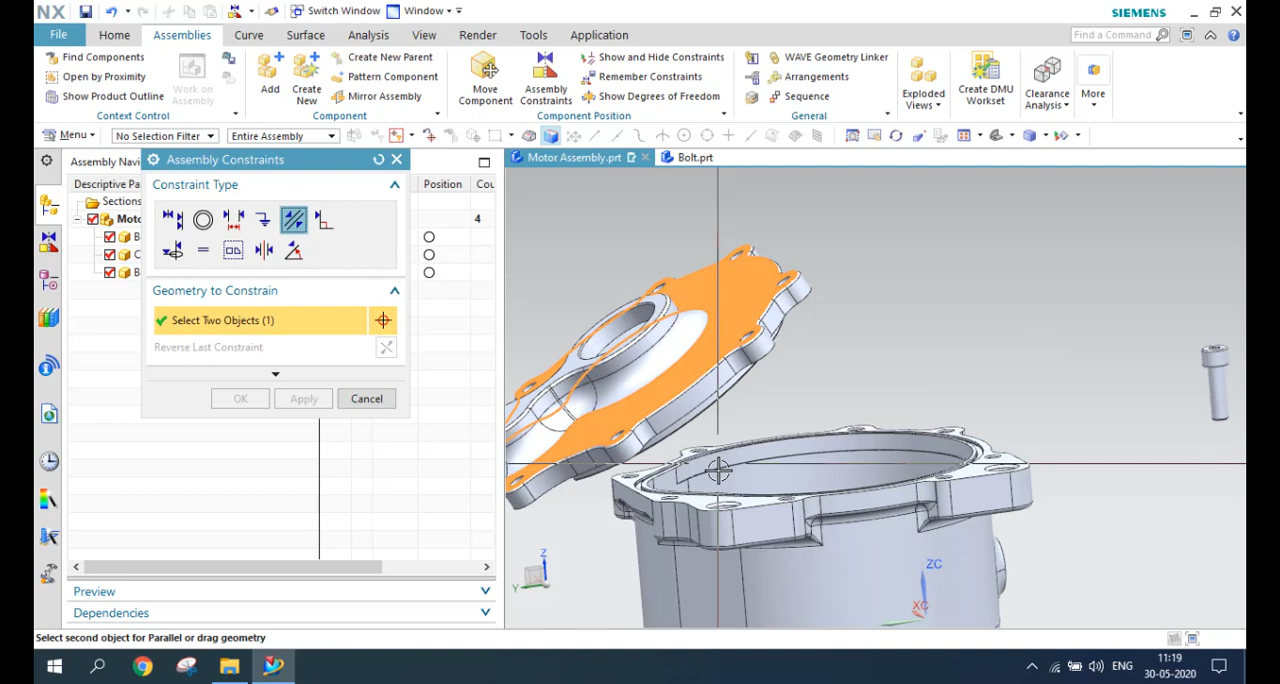 NX
Switch Window
Window
SIEMENS
File
Home
Assemblies
Curve
Surface
Analysis
View
Render
Tools
Application
Find a Command
Find Components
Open by Proximity
Show Product Outline
Work on Assembly
Context Control
Add
Create New
Create New Parent
Pattern Component
Mirror Assembly
Component
Move Component
Assembly Constraints
Show and Hide Constraints
Remember Constraints
Show Degrees of Freedom
Component Position
WAVE Geometry Linker
Arrangements
Sequence
General
Exploded Views
Create DMU Workset
Clearance Analysis
More
Menu
No Selection Filter
Entire Assembly
Assembly Nav
Assembly Constraints
Motor Assembly.prt
Bolt.prt
Descriptive Pa
Constraint Type
Position
Cou
Sections
Moto
4
B
C
B
Geometry to Constrain
Select Two Objects (1)
Reverse Last Constraint
OK
Apply
Cancel
Z
Y
ZC
XC
Preview
Dependencies
Select second object for Parallel or drag geometry
ENG
11:19
30-05-2020